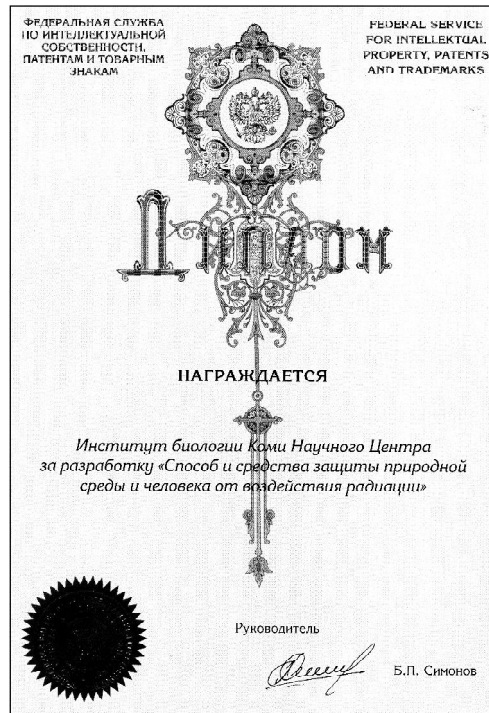 ФЕДЕРАЛЬНАЯ СЛУЖБА
ПО ИНТЕЛЛЕКТУАЛЬНОЙ
СОБСТВЕННОСТИ,
ПАТЕНТАМ И ТОВАРНЫМ
ЗНАКАМ
FEDERAL SERVICE
FOR INTELLEKTUAL
PROPERTY, PATENTS
AND TRADEMARKS
Диплом
НАГРАЖДАЕТСЯ
Институт биологии Коми Научного Центра
за разработку «Способ и средства защиты природной
среды и человека от воздействия радиации»
Руководитель
Б.П. Симонов